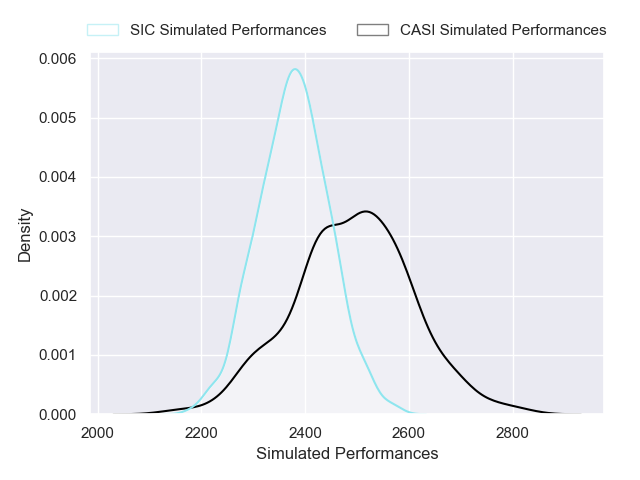 SIC Simulated Performances CASI Simulated Performances
0.006
0.005
0.004
0.003
0.002
0.001
0.000
Density
2000 2200 2400 2600 2800
Simulated Performances